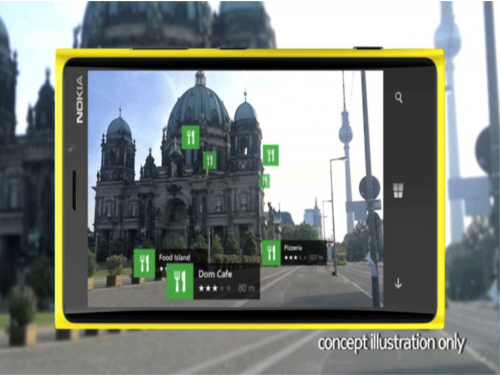 NOKIA
Food Island
Dom Cafe
80 m
Pizzeria
concept illustration only